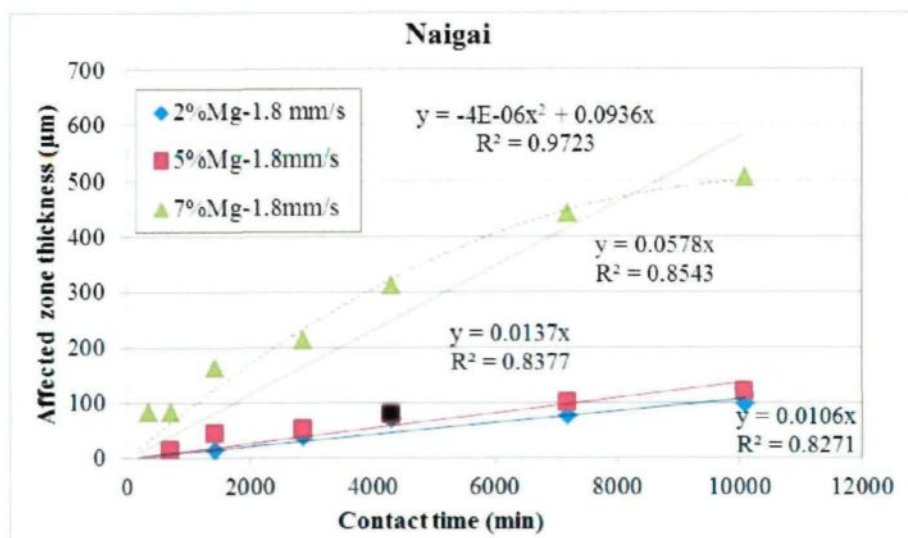 Naigai
700
600
500
400
300
200
100
0
Affected zone thickness (µm)
2%Mg-1.8 mm/s
5%Mg-1.8mm/s
7%Mg-1.8mm/s
y = -4E-06x² + 0.0936x
R² = 0.9723
y = 0.0578x
R² = 0.8543
y = 0.0137x
R² = 0.8377
y = 0.0106x
R² = 0.8271
0 2000 4000 6000 8000 10000 12000
Contact time (min)